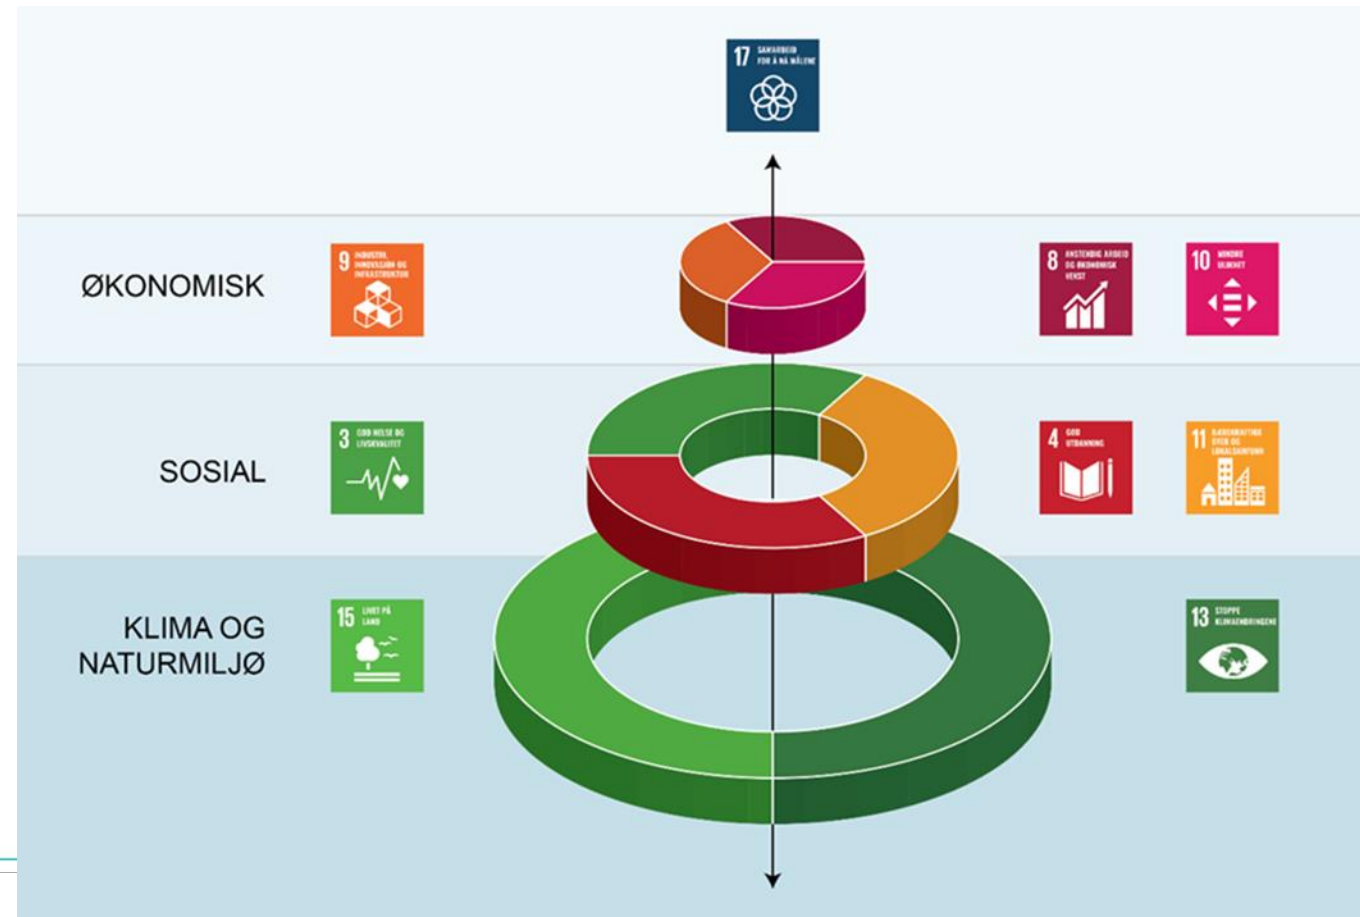 17 SAMARBEID
FOR Å NÅ MÅLENE
ØKONOMISK
9 INDUSTRI,
INNOVASJON OG
INFRASTRUKTUR
8 ANSTENDIG ARBEID
OG ØKONOMISK
VEKST
10 MINDRE
ULIKHET
SOSIAL
3 GOD HELSE OG
LIVSKVALITET
4 GOD
UTDANNING
11 BÆREKRAFTIGE
BYER OG
LOKALSAMFUNN
KLIMA OG
NATURMILJØ
15 LIVET PÅ
LAND
13 STOPPE
KLIMAENDRINGENE